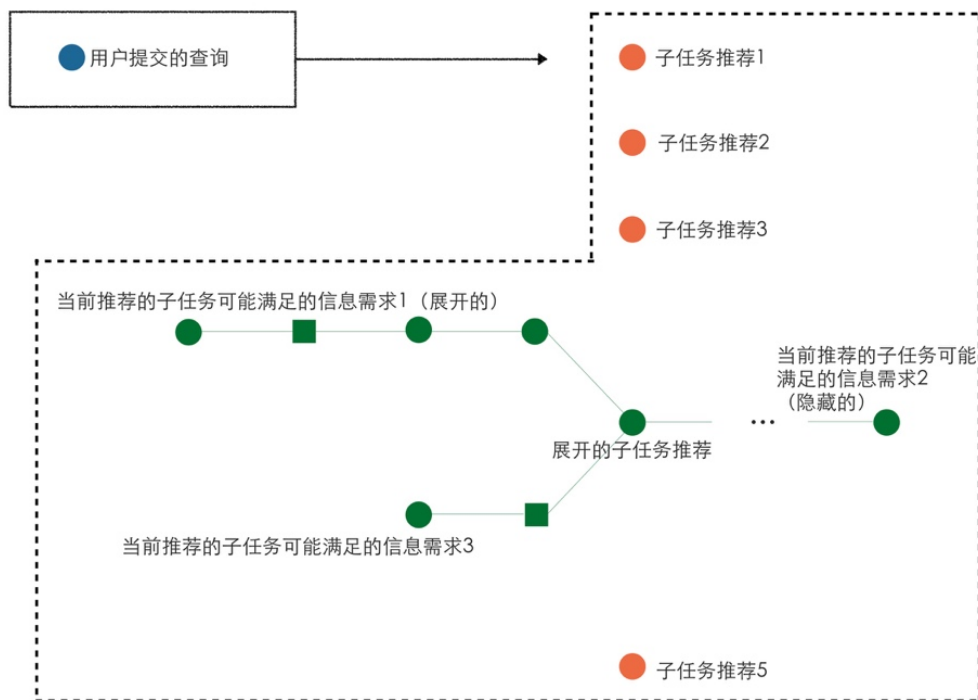 用户提交的查询
子任务推荐1
子任务推荐2
子任务推荐3
当前推荐的子任务可能满足的信息需求1（展开的）
当前推荐的子任务可能
满足的信息需求2
（隐藏的）
...
展开的子任务推荐
当前推荐的子任务可能满足的信息需求3
子任务推荐5